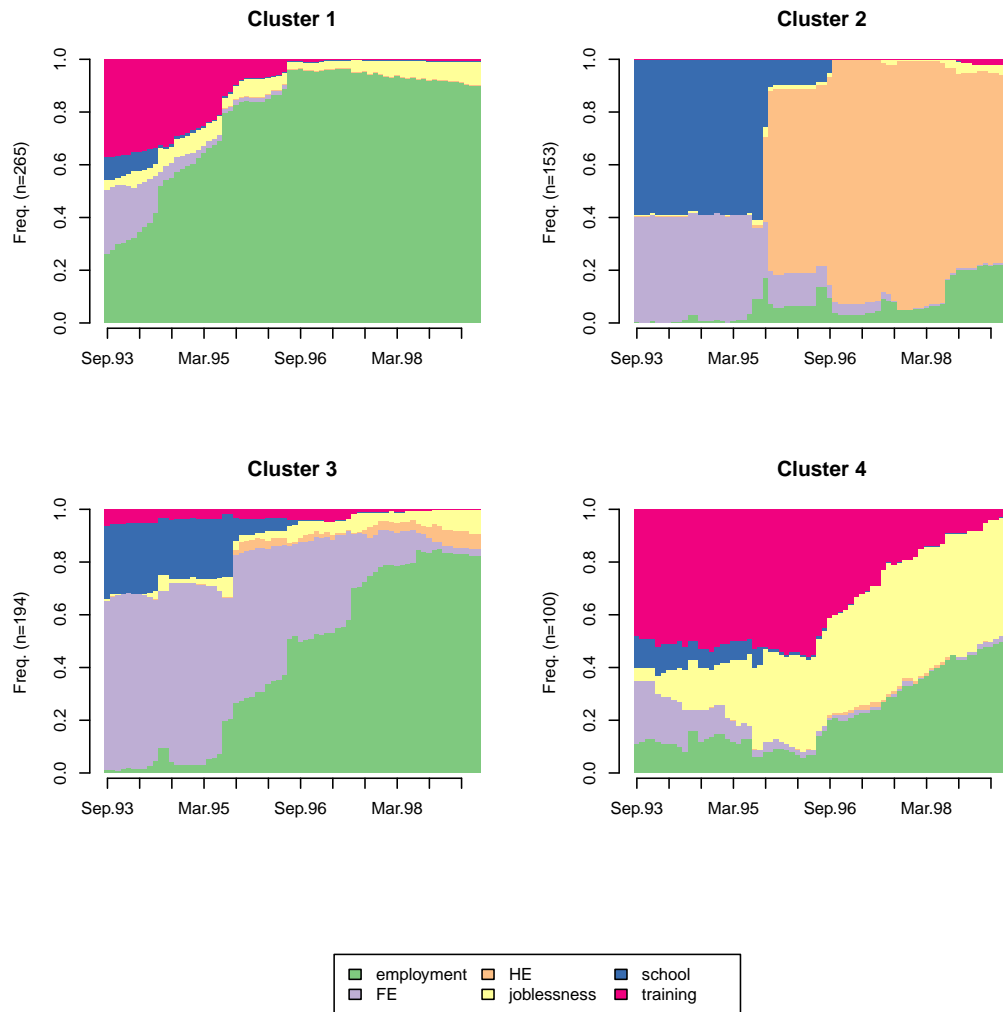 Cluster 1
Freq. (n=265)
0.0 0.2 0.4 0.6 0.8 1.0
Sep.93 Mar.95 Sep.96 Mar.98
Cluster 2
Freq. (n=153)
0.0 0.2 0.4 0.6 0.8 1.0
Sep.93 Mar.95 Sep.96 Mar.98
Cluster 3
Freq. (n=194)
0.0 0.2 0.4 0.6 0.8 1.0
Sep.93 Mar.95 Sep.96 Mar.98
Cluster 4
Freq. (n=100)
0.0 0.2 0.4 0.6 0.8 1.0
Sep.93 Mar.95 Sep.96 Mar.98
employment HE school
FE joblessness training